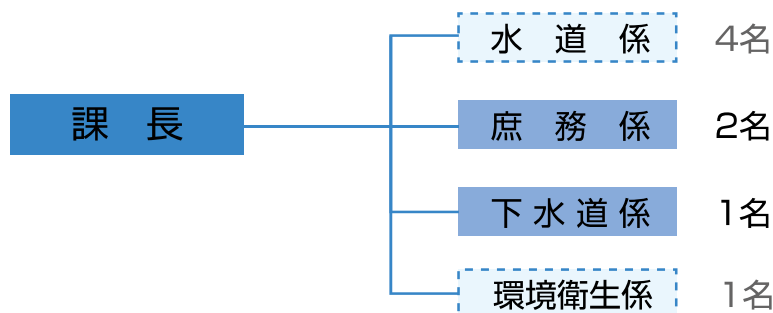 課 長
水 道 係 4名
庶 務 係 2名
下 水 道 係 1名
環境衛生係 1名